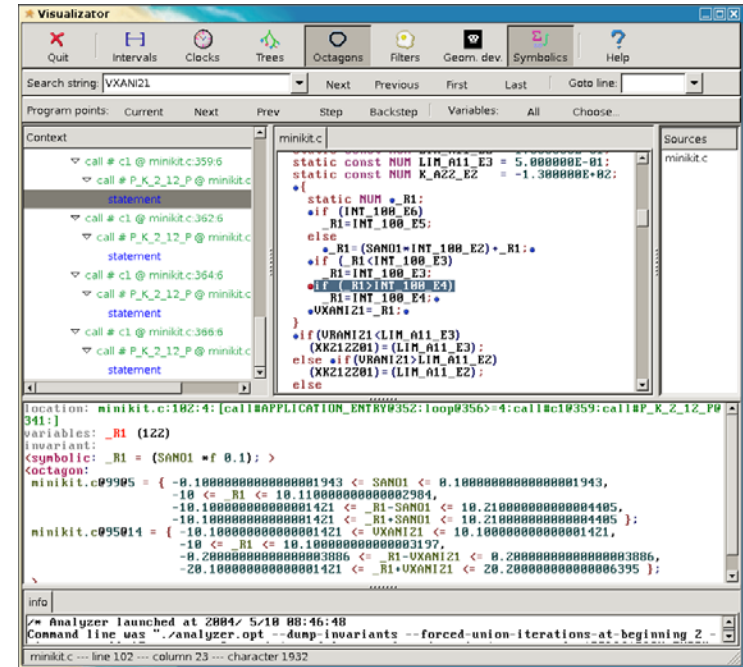 Visualizator
Quit Intervals Clocks Trees Octagons Filters Geom. dev. Symbolics Help
Search string: VXANI21 Next Previous First Last Goto line:
Program points: Current Next Prev Step Backstep Variables: All Choose...
Context
call # c1 @ minikit.c:359:6
call # P_K_2_12_P @ minikit.c
statement
call # c1 @ minikit.c:362:6
call # P_K_2_12_P @ minikit.c
statement
call # c1 @ minikit.c:364:6
call # P_K_2_12_P @ minikit.c
statement
call # c1 @ minikit.c:366:6
call # P_K_2_12_P @ minikit.c
statement
minikit.c
static const NUM LIM_A11_E3 = 5.000000E-01;
static const NUM K_A22_E2 = -1.300000E+02;
{
static NUM _R1;
if (INT_100_E6)
_R1=INT_100_E5;
else
_R1=(SANO1*INT_100_E2)+_R1;
if (_R1<INT_100_E3)
_R1=INT_100_E3;
if (_R1>INT_100_E4)
_R1=INT_100_E4;
VXANI21=_R1;
}
if(VRANI21<LIM_A11_E3)
(XK212201)=(LIM_A11_E3);
else if(VRANI21>LIM_A11_E2)
(XK212201)=(LIM_A11_E2);
else
Sources
minikit.c
location: minikit.c:102:4:[call#APPLICATION_ENTRY@352:loop@356>=4:call#c1@359:call#P_K_2_12_P@
341:]
variables: _R1 (122)
invariant:
<symbolic: _R1 = (SANO1 *f 0.1); >
<octagon:
minikit.c@9905 = { -0.10000000000000001943 <= SANO1 <= 0.10000000000000001943,
-10 <= _R1 <= 10.110000000000002984,
-10.100000000000001421 <= _R1-SANO1 <= 10.210000000000004405,
-10.100000000000001421 <= _R1+SANO1 <= 10.210000000000004405 };
minikit.c@95014 = { -10.100000000000001421 <= VXANI21 <= 10.100000000000001421,
-10 <= _R1 <= 10.100000000000003197,
-0.20000000000000003886 <= _R1-VXANI21 <= 0.20000000000000003886,
-20.100000000000001421 <= _R1+VXANI21 <= 20.200000000000006395 };
>
info
/* Analyzer launched at 2004/ 5/10 08:46:48
Command line was "./analyzer.opt --dump-invariants --forced-union-iterations-at-beginning 2 -
minikit.c --- line 102 --- column 23 --- character 1932